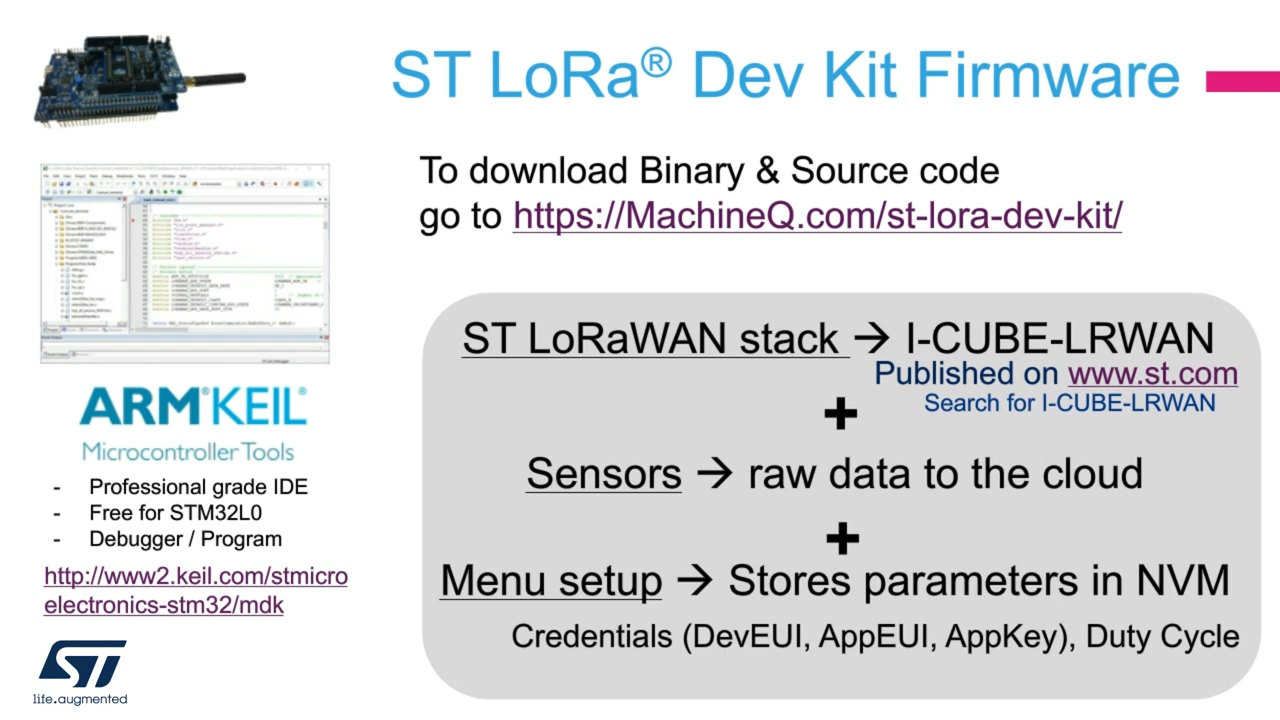 ST LoRa® Dev Kit Firmware
To download Binary & Source code
go to https://MachineQ.com/st-lora-dev-kit/
ST LoRaWAN stack → I-CUBE-LRWAN
Published on www.st.com
Search for I-CUBE-LRWAN
+
Sensors → raw data to the cloud
+
Menu setup → Stores parameters in NVM
Credentials (DevEUI, AppEUI, AppKey), Duty Cycle
ARM®KEIL®
Microcontroller Tools
- Professional grade IDE
- Free for STM32L0
- Debugger / Program
http://www2.keil.com/stmicro
electronics-stm32/mdk
ST
life.augmented